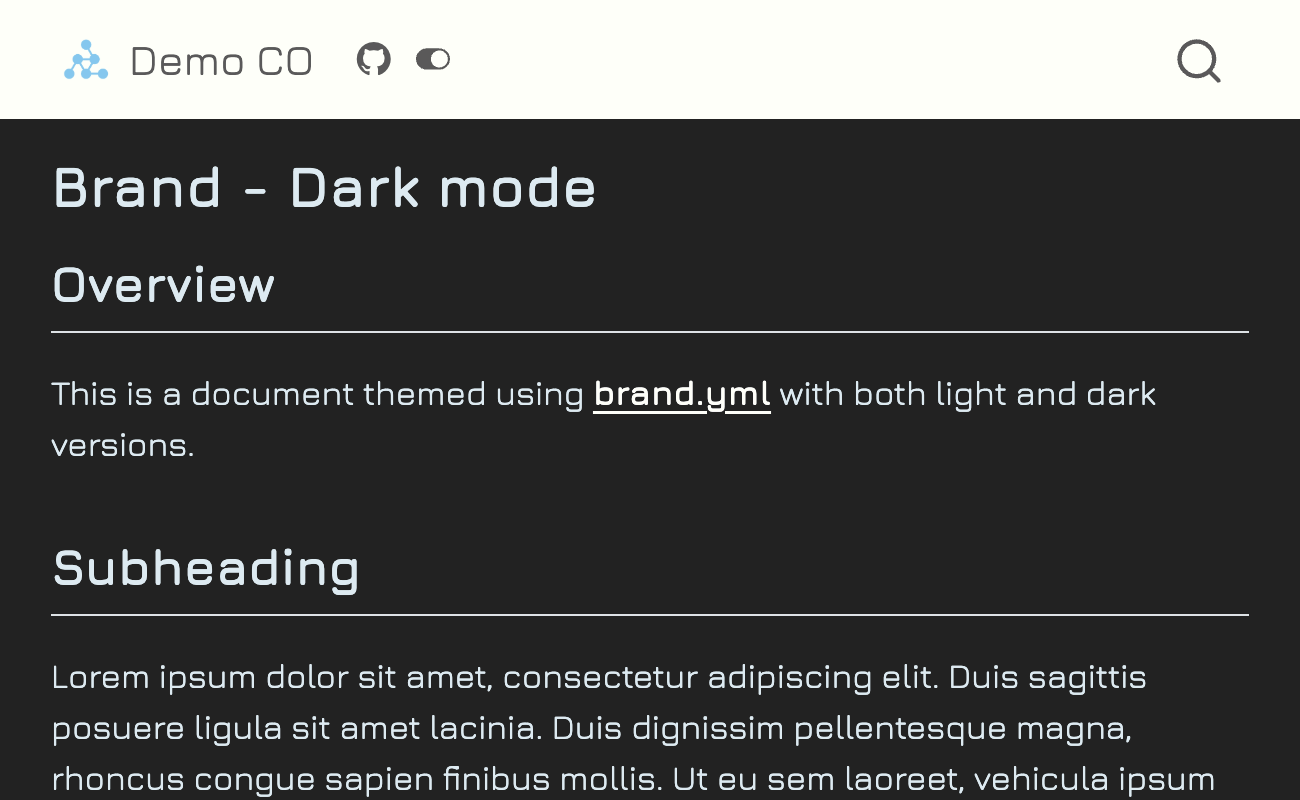 Demo CO
Brand - Dark mode
Overview
This is a document themed using brand.yml with both light and dark
versions.
Subheading
Lorem ipsum dolor sit amet, consectetur adipiscing elit. Duis sagittis
posuere ligula sit amet lacinia. Duis dignissim pellentesque magna,
rhoncus congue sapien finibus mollis. Ut eu sem laoreet, vehicula ipsum